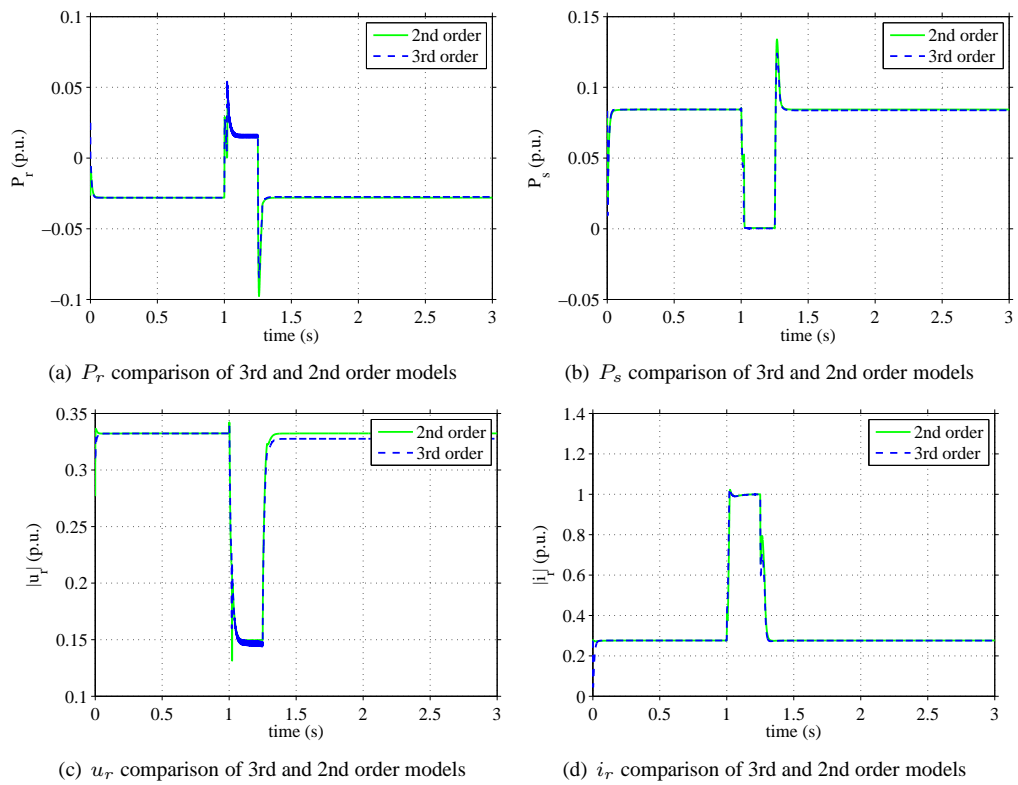 0.1
0.05
0
−0.05
−0.1
P_r (p.u.)
0 0.5 1 1.5 2 2.5 3
time (s)
2nd order
3rd order
(a) P_r comparison of 3rd and 2nd order models
0.15
0.1
0.05
0
−0.05
P_s (p.u.)
0 0.5 1 1.5 2 2.5 3
time (s)
2nd order
3rd order
(b) P_s comparison of 3rd and 2nd order models
0.35
0.3
0.25
0.2
0.15
0.1
|u_r| (p.u.)
0 0.5 1 1.5 2 2.5 3
time (s)
2nd order
3rd order
(c) u_r comparison of 3rd and 2nd order models
1.4
1.2
1
0.8
0.6
0.4
0.2
0
|i_r| (p.u.)
0 0.5 1 1.5 2 2.5 3
time (s)
2nd order
3rd order
(d) i_r comparison of 3rd and 2nd order models